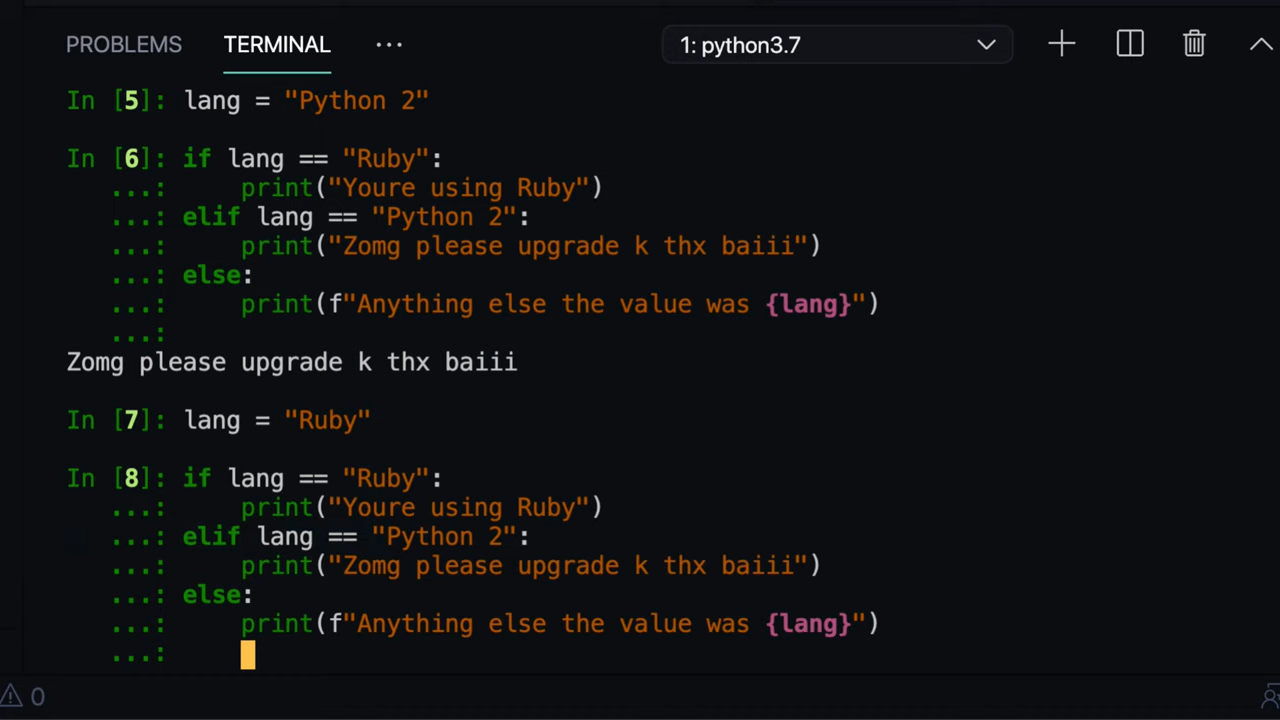 PROBLEMS TERMINAL ... 1: python3.7
In [5]: lang = "Python 2"
In [6]: if lang == "Ruby":
   ...:     print("Youre using Ruby")
   ...: elif lang == "Python 2":
   ...:     print("Zomg please upgrade k thx baiii")
   ...: else:
   ...:     print(f"Anything else the value was {lang}")
   ...:
Zomg please upgrade k thx baiii
In [7]: lang = "Ruby"
In [8]: if lang == "Ruby":
   ...:     print("Youre using Ruby")
   ...: elif lang == "Python 2":
   ...:     print("Zomg please upgrade k thx baiii")
   ...: else:
   ...:     print(f"Anything else the value was {lang}")
   ...:
0